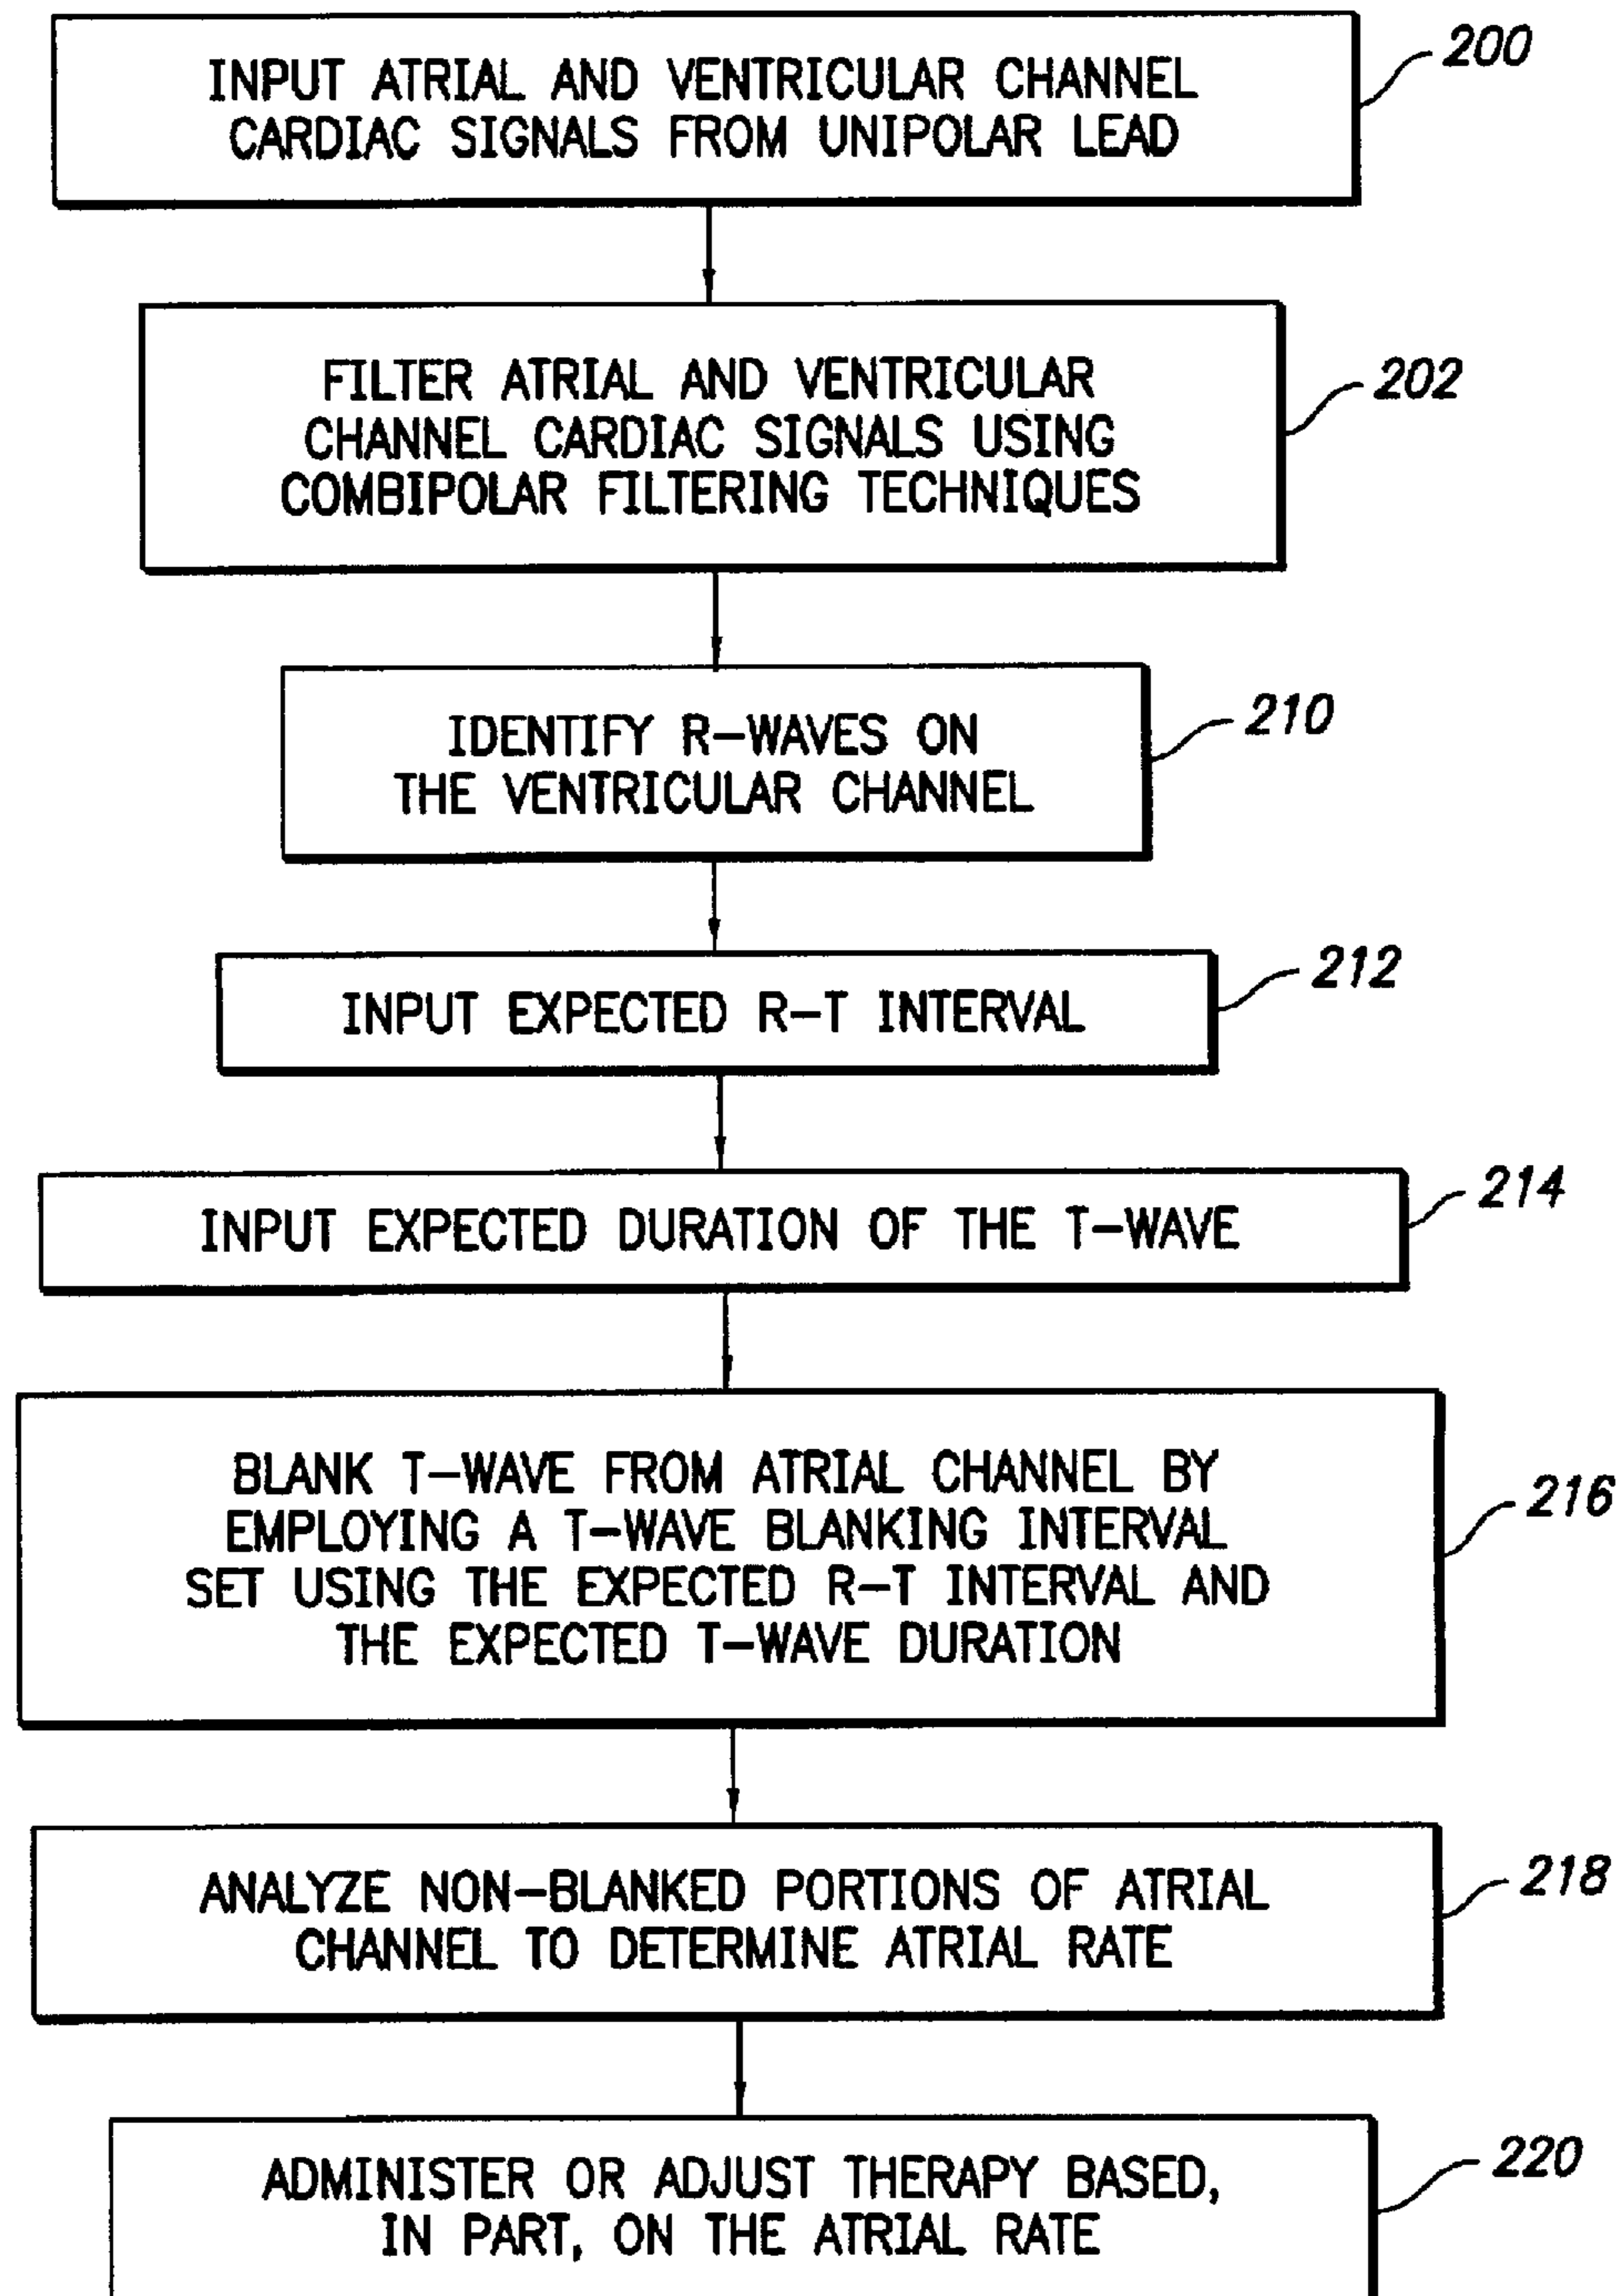 INPUT ATRIAL AND VENTRICULAR CHANNEL
CARDIAC SIGNALS FROM UNIPOLAR LEAD
200
FILTER ATRIAL AND VENTRICULAR
CHANNEL CARDIAC SIGNALS USING
COMBIPOLAR FILTERING TECHNIQUES
202
IDENTIFY R-WAVES ON
THE VENTRICULAR CHANNEL
210
INPUT EXPECTED R-T INTERVAL
212
INPUT EXPECTED DURATION OF THE T-WAVE
214
BLANK T-WAVE FROM ATRIAL CHANNEL BY
EMPLOYING A T-WAVE BLANKING INTERVAL
SET USING THE EXPECTED R-T INTERVAL AND
THE EXPECTED T-WAVE DURATION
216
ANALYZE NON-BLANKED PORTIONS OF ATRIAL
CHANNEL TO DETERMINE ATRIAL RATE
218
ADMINISTER OR ADJUST THERAPY BASED,
IN PART, ON THE ATRIAL RATE
220